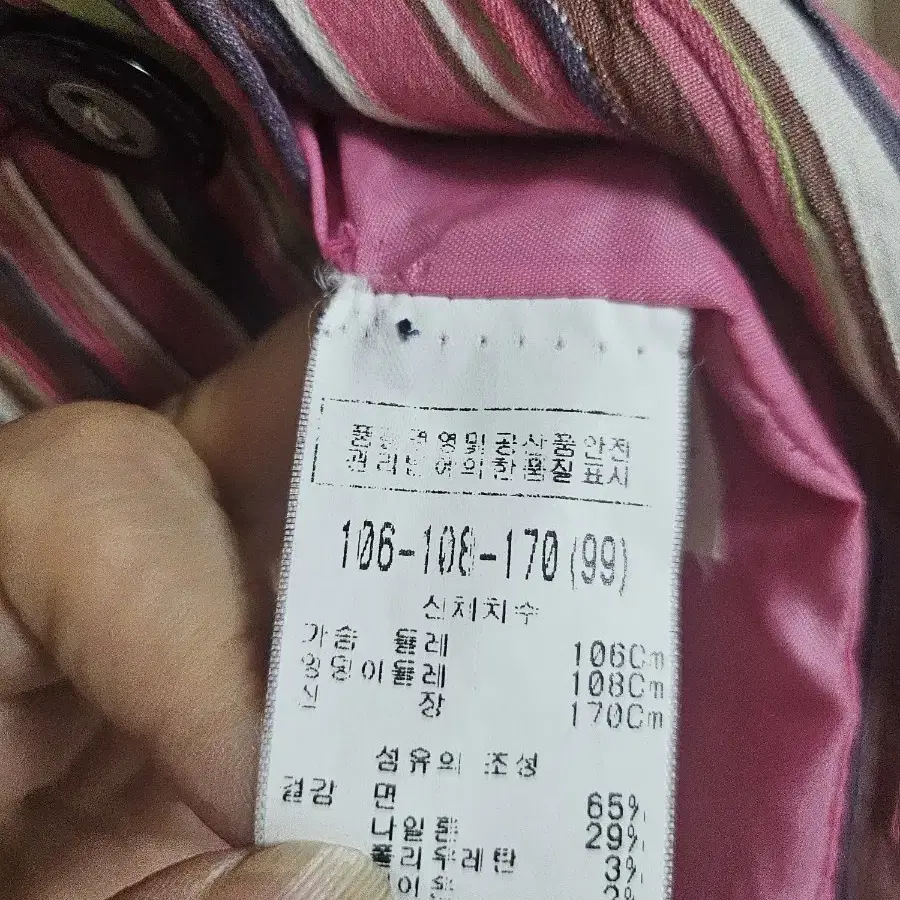 품질경영및공산품안전
관리법에의한품질표시
106-108-170(99)
신체치수
가슴 둘레 106Cm
엉덩이둘레 108Cm
신 장 170Cm
섬유의 조성
겉감 면 65%
나일론 29%
폴리우레탄 3%